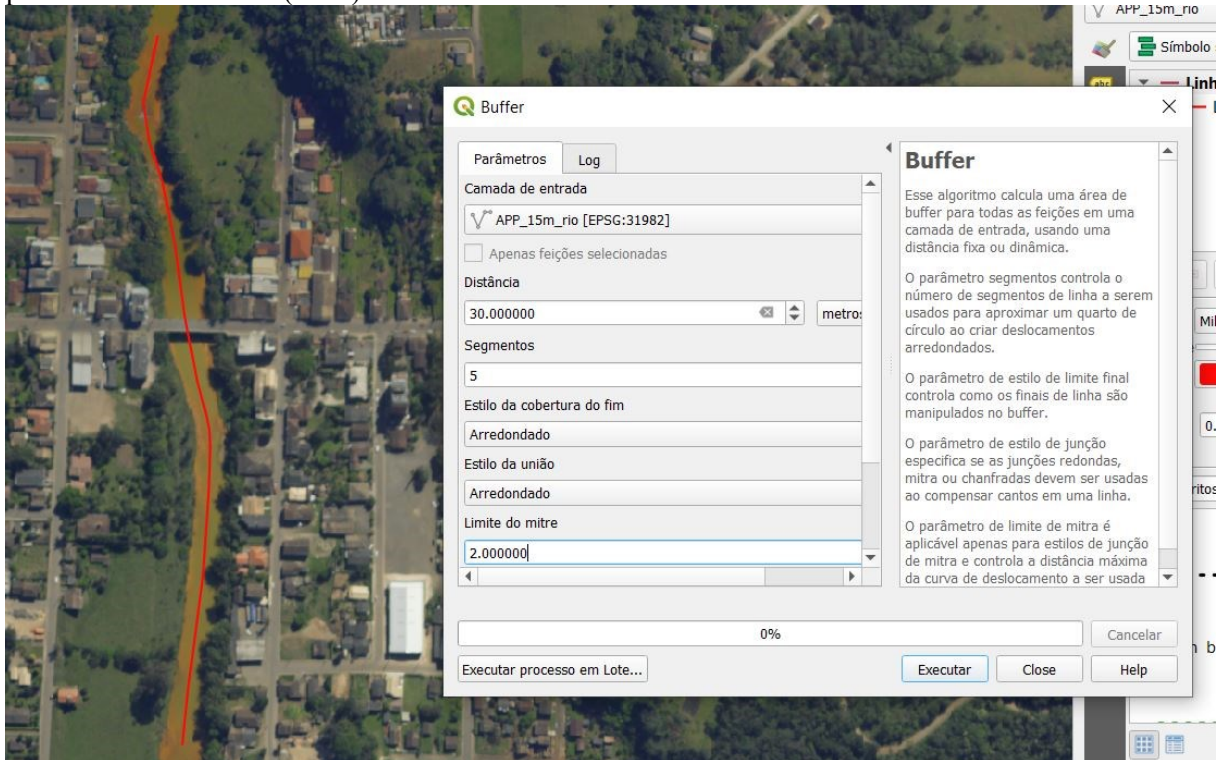 APP_15m_rio
Símbolo
Linh
Buffer
Parâmetros
Log
Camada de entrada
APP_15m_rio [EPSG:31982]
Apenas feições selecionadas
Distância
30.000000
metro
Segmentos
5
Estilo da cobertura do fim
Arredondado
Estilo da união
Arredondado
Limite do mitre
2.000000
Buffer
Esse algoritmo calcula uma área de
buffer para todas as feições em uma
camada de entrada, usando uma
distância fixa ou dinâmica.
O parâmetro segmentos controla o
número de segmentos de linha a serem
usados para aproximar um quarto de
círculo ao criar deslocamentos
arredondados.
O parâmetro de estilo de limite final
controla como os finais de linha são
manipulados no buffer.
O parâmetro de estilo de junção
especifica se as junções redondas,
mitra ou chanfradas devem ser usadas
ao compensar cantos em uma linha.
O parâmetro de limite de mitra é
aplicável apenas para estilos de junção
de mitra e controla a distância máxima
da curva de deslocamento a ser usada
0%
Cancelar
Executar processo em Lote...
Executar
Close
Help
Mi
0.
ritos